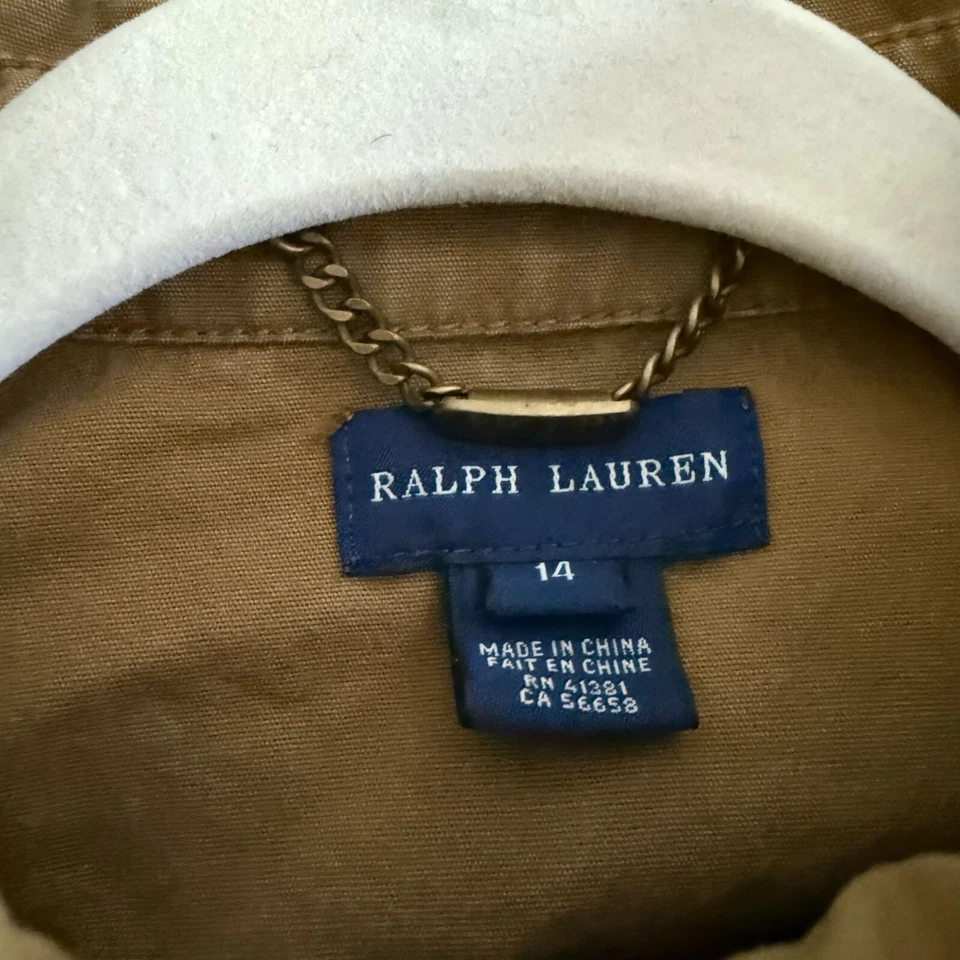 RALPH LAUREN
14
MADE IN CHINA
FAIT EN CHINE
RN 41381
CA 56658